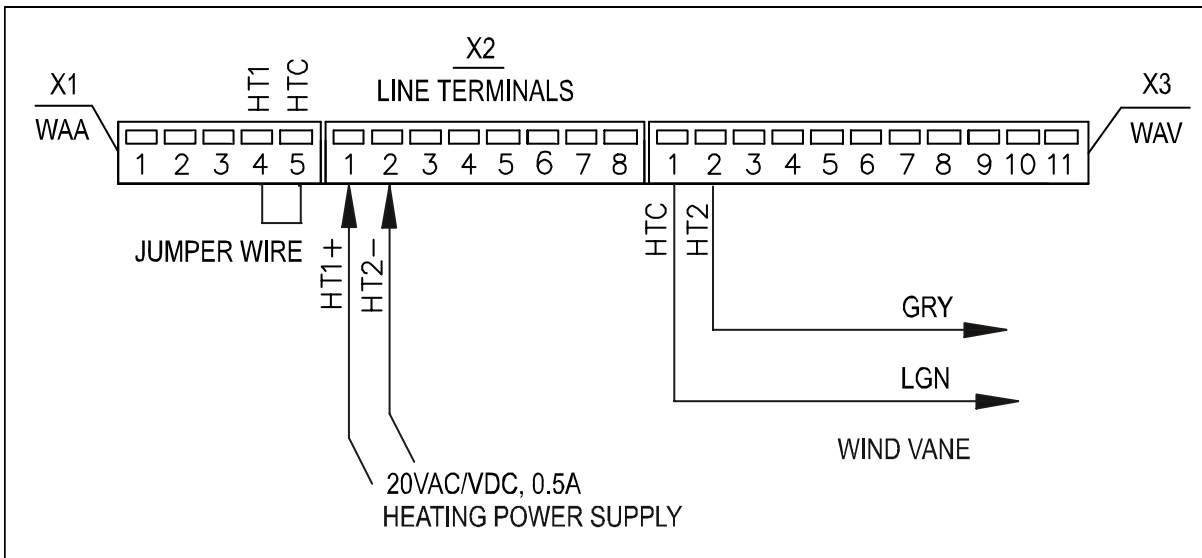 X1
WAA
HT1
HTC
X2
LINE TERMINALS
X3
WAV
1 2 3 4 5
1 2 3 4 5 6 7 8
1 2 3 4 5 6 7 8 9 10 11
JUMPER WIRE
HT1+
HT2-
HTC
HT2
GRY
LGN
WIND VANE
20VAC/VDC, 0.5A
HEATING POWER SUPPLY